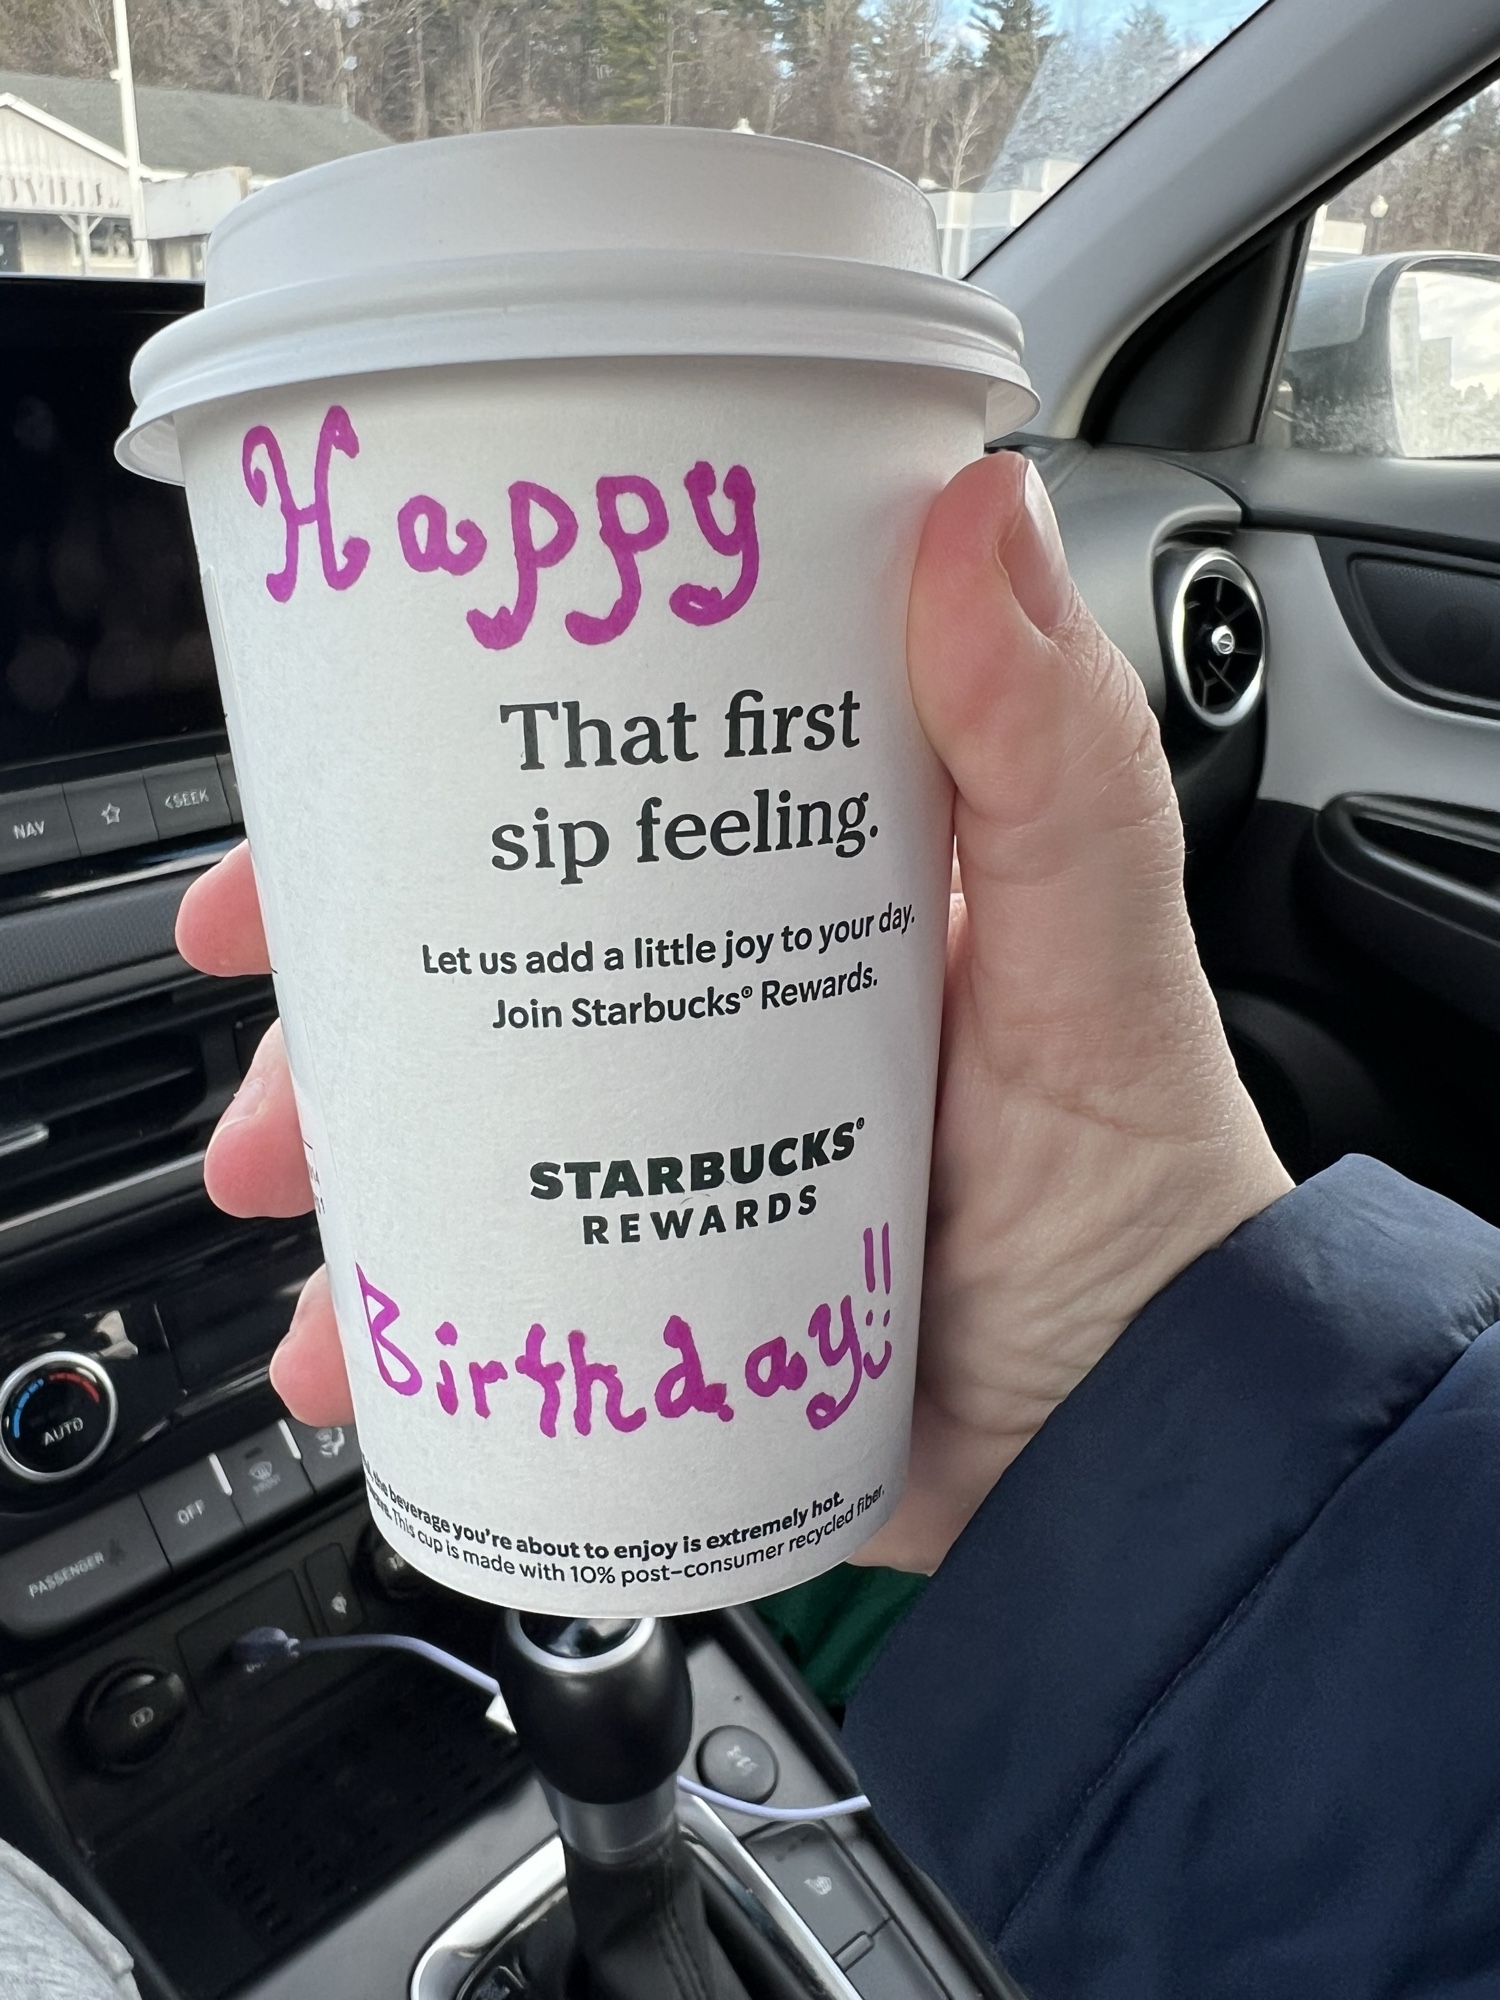 Happy
That first
sip feeling.
Let us add a little joy to your day.
Join Starbucks® Rewards.
STARBUCKS®
REWARDS
Birthday!!
the beverage you're about to enjoy is extremely hot.
This cup is made with 10% post-consumer recycled fiber.
NAV
<SEEK
AUTO
OFF
FRONT
PASSENGER